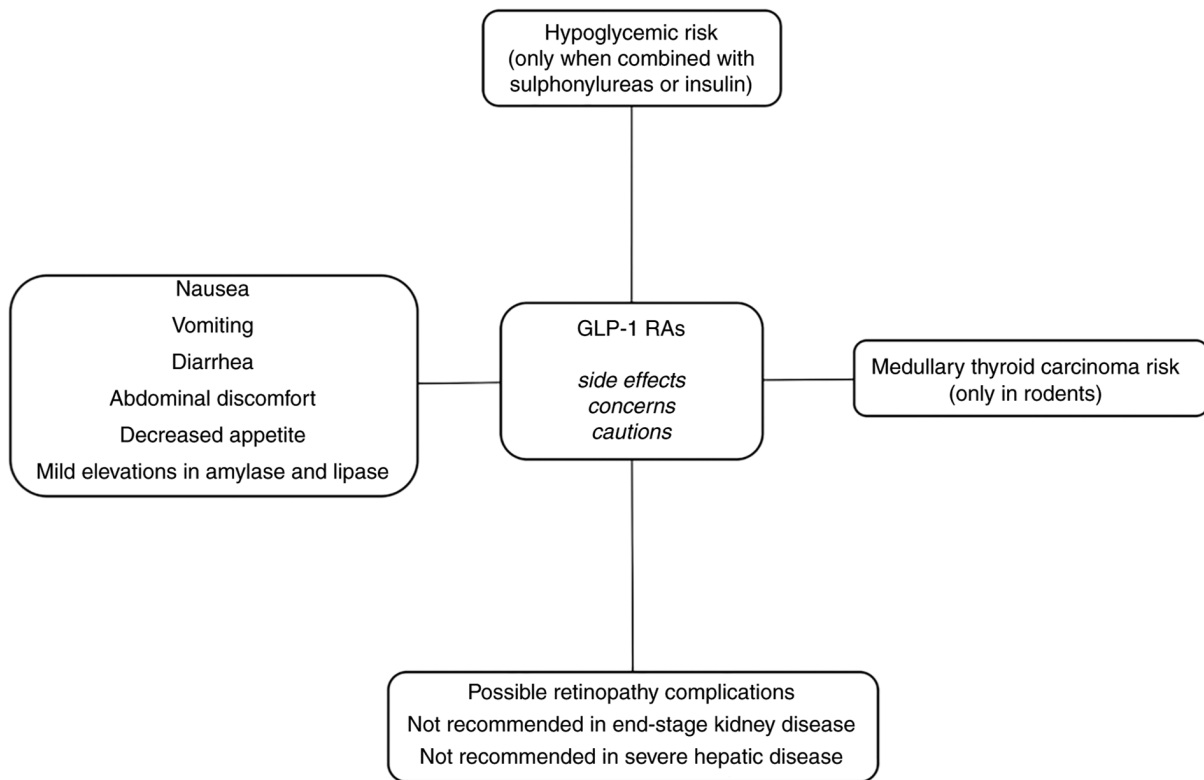 Hypoglycemic risk
(only when combined with
sulphonylureas or insulin)
Nausea
Vomiting
Diarrhea
Abdominal discomfort
Decreased appetite
Mild elevations in amylase and lipase
GLP-1 RAs
side effects
concerns
cautions
Medullary thyroid carcinoma risk
(only in rodents)
Possible retinopathy complications
Not recommended in end-stage kidney disease
Not recommended in severe hepatic disease